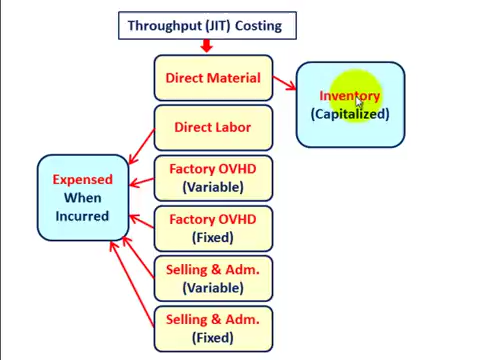 Throughput (JIT) Costing
Direct Material
Inventory
(Capitalized)
Direct Labor
Expensed
When
Incurred
Factory OVHD
(Variable)
Factory OVHD
(Fixed)
Selling & Adm.
(Variable)
Selling & Adm.
(Fixed)